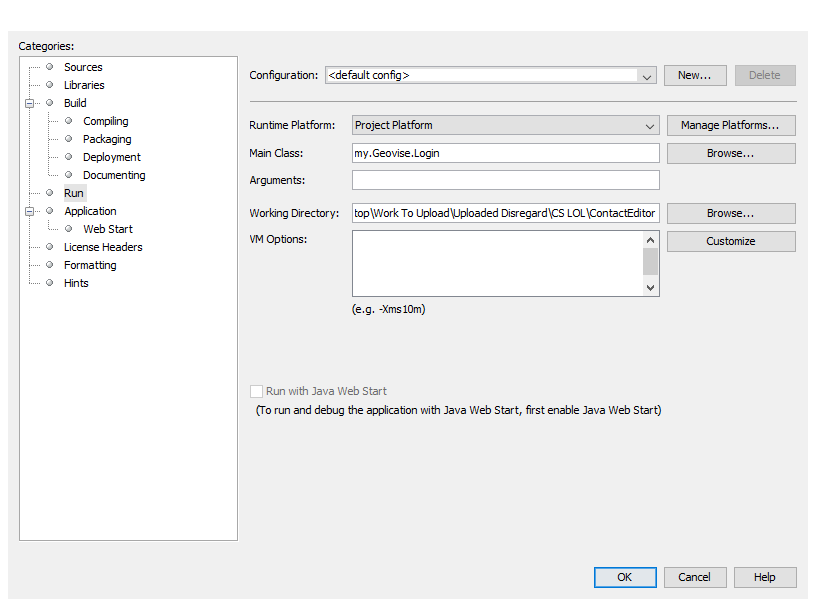 Categories:
Sources
Libraries
Build
Compiling
Packaging
Deployment
Documenting
Run
Application
Web Start
License Headers
Formatting
Hints
Configuration: <default config> New... Delete
Runtime Platform: Project Platform Manage Platforms...
Main Class: my.Geovise.Login Browse...
Arguments:
Working Directory: top\Work To Upload\Uploaded Disregard\CS LOL\ContactEditor Browse...
VM Options: Customize
(e.g. -Xms10m)
Run with Java Web Start
(To run and debug the application with Java Web Start, first enable Java Web Start)
OK Cancel Help